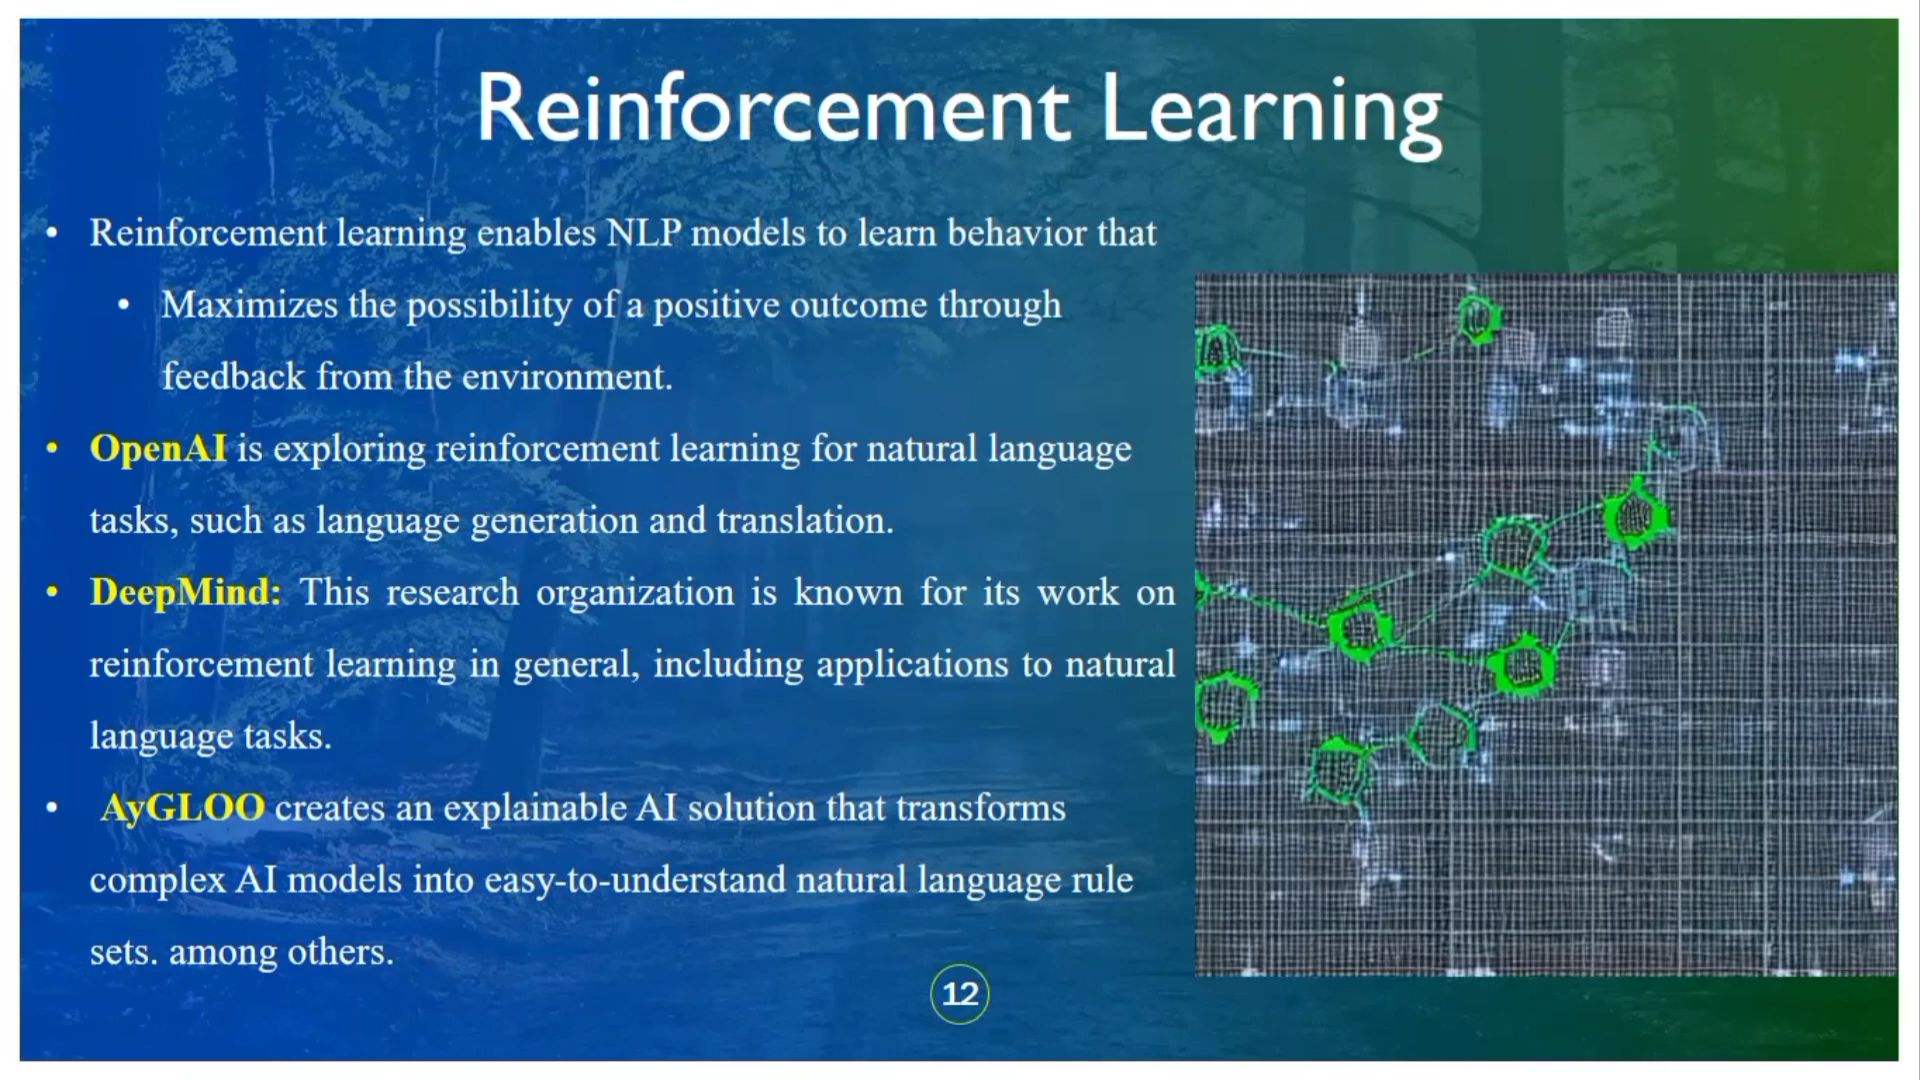 Reinforcement Learning
• Reinforcement learning enables NLP models to learn behavior that
• Maximizes the possibility of a positive outcome through
feedback from the environment.
• OpenAI is exploring reinforcement learning for natural language
tasks, such as language generation and translation.
• DeepMind: This research organization is known for its work on
reinforcement learning in general, including applications to natural
language tasks.
• AyGLOO creates an explainable AI solution that transforms
complex AI models into easy-to-understand natural language rule
sets. among others.
12